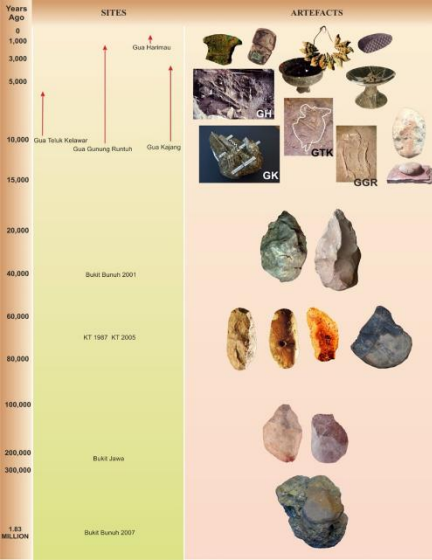 Years
Ago
SITES
ARTEFACTS
0
1,000
Gua Harimau
3,000
5,000
GH
10,000
Gua Teluk Kelawar
Gua Gunung Runtuh
Gua Kajang
GTK
GK
GGR
15,000
20,000
40,000
Bukit Bunuh 2001
60,000
KT 1987 KT 2005
80,000
100,000
200,000
Bukit Jawa
300,000
1.83
MILLION
Bukit Bunuh 2007